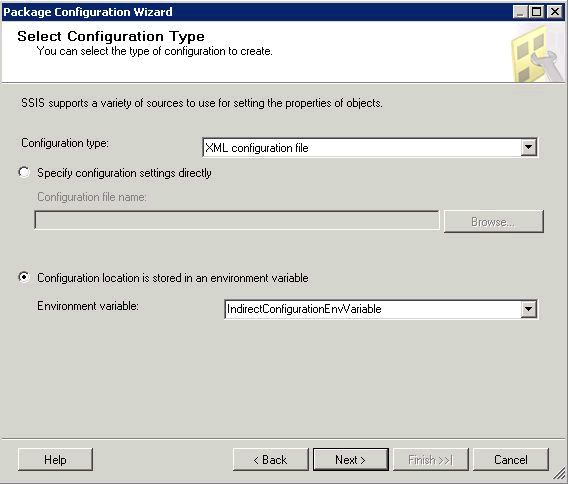 Package Configuration Wizard
Select Configuration Type
You can select the type of configuration to create.
SSIS supports a variety of sources to use for setting the properties of objects.
Configuration type:
XML configuration file
Specify configuration settings directly
Configuration file name:
Browse...
Configuration location is stored in an environment variable
Environment variable:
IndirectConfigurationEnvVariable
Help
< Back
Next >
Finish >>|
Cancel